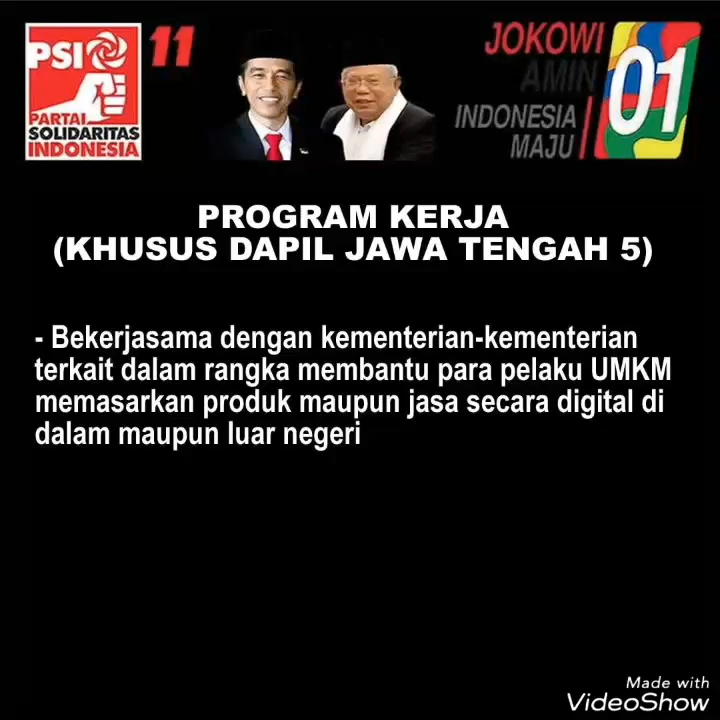 PSI
PARTAI
SOLIDARITAS
INDONESIA
11
JOKOWI
AMIN
INDONESIA
MAJU
01
PROGRAM KERJA
(KHUSUS DAPIL JAWA TENGAH 5)
- Bekerjasama dengan kementerian-kementerian
terkait dalam rangka membantu para pelaku UMKM
memasarkan produk maupun jasa secara digital di
dalam maupun luar negeri
Made with
VideoShow